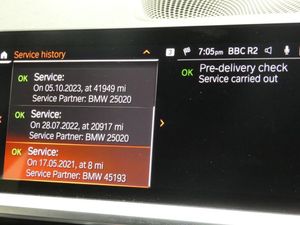 Service history
3 7:05pm BBC R2
OK Service:
On 05.10.2023, at 41949 mi
Service Partner: BMW 25020
OK Service:
On 28.07.2022, at 20917 mi
Service Partner: BMW 25020
OK Service:
On 17.05.2021, at 8 mi
Service Partner: BMW 45193
OK Pre-delivery check
Service carried out